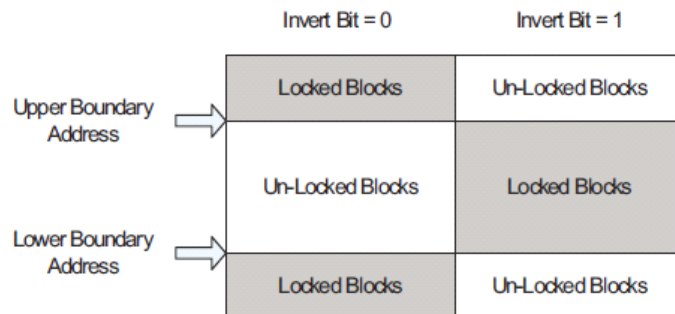 Invert Bit = 0
Invert Bit = 1
Locked Blocks
Un-Locked Blocks
Upper Boundary
Address
Un-Locked Blocks
Locked Blocks
Lower Boundary
Address
Locked Blocks
Un-Locked Blocks